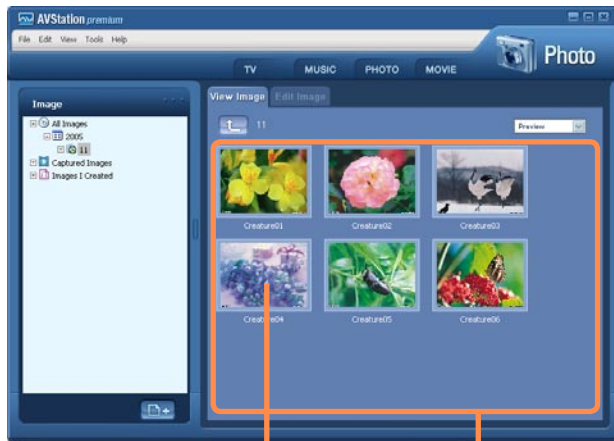 AVStation premium
File Edit View Tools Help
Photo
TV MUSIC PHOTO MOVIE
Image
View Image Edit Image
All Images
2005
11
Captured Images
Images I Created
11
Preview
Creature01 Creature02 Creature03
Creature04 Creature05 Creature06